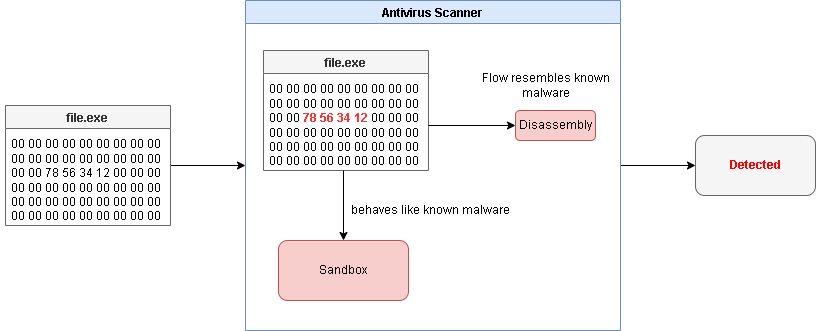 Antivirus Scanner
file.exe
00 00 00 00 00 00 00 00 00
00 00 00 00 00 00 00 00 00
00 00 78 56 34 12 00 00 00
00 00 00 00 00 00 00 00 00
00 00 00 00 00 00 00 00 00
00 00 00 00 00 00 00 00 00
file.exe
00 00 00 00 00 00 00 00 00
00 00 00 00 00 00 00 00 00
00 00 78 56 34 12 00 00 00
00 00 00 00 00 00 00 00 00
00 00 00 00 00 00 00 00 00
00 00 00 00 00 00 00 00 00
Flow resembles known
malware
Disassembly
behaves like known malware
Sandbox
Detected